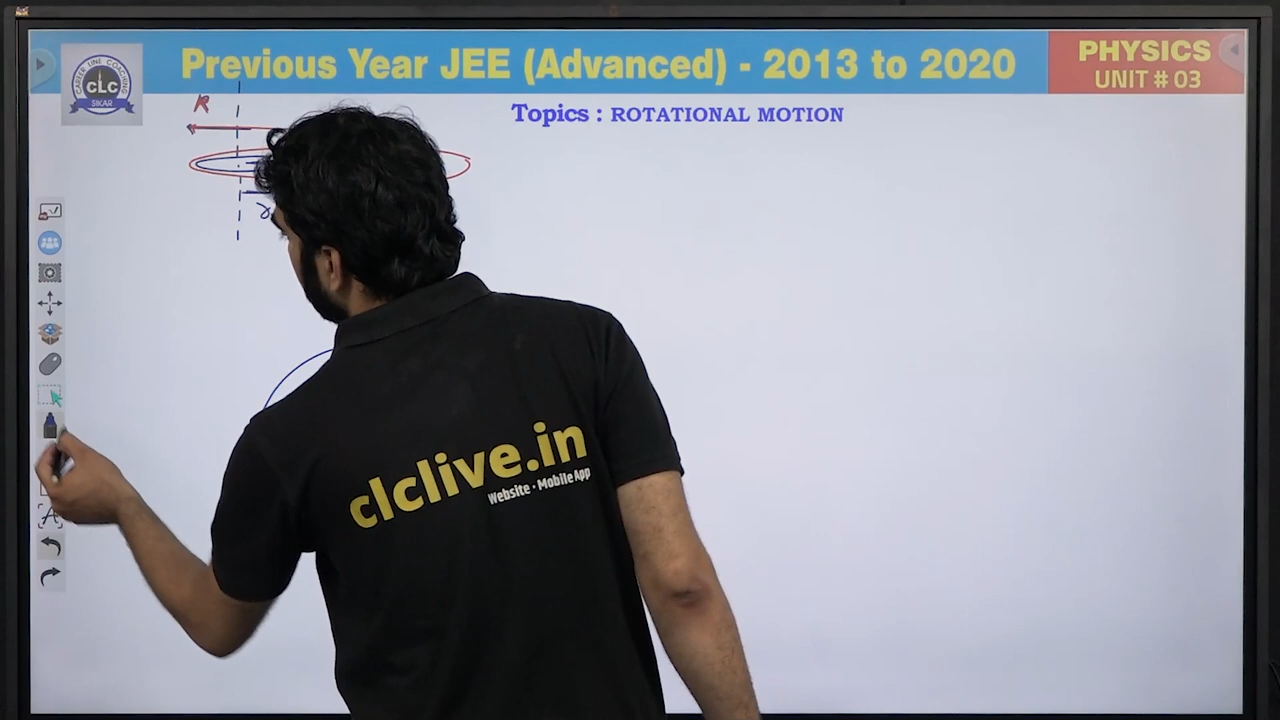 Previous Year JEE (Advanced) - 2013 to 2020
PHYSICS
UNIT # 03
CAREER LINE COACHING
CLC
SIKAR
Topics : ROTATIONAL MOTION
R
clclive.in
Website · Mobile App